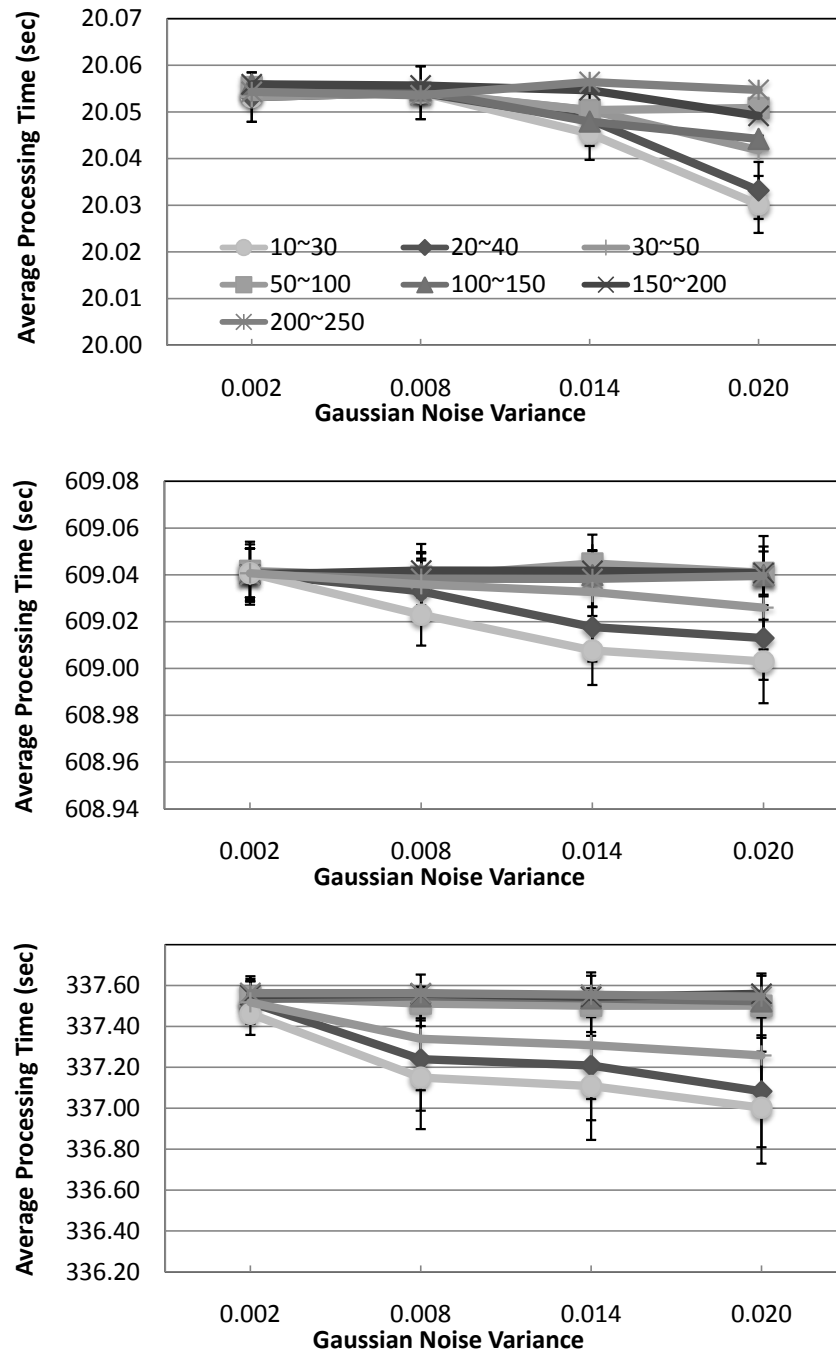 Average Processing Time (sec)
20.07
20.06
20.05
20.04
20.03
20.02
20.01
20.00
10~30 20~40 30~50
50~100 100~150 150~200
200~250
0.002 0.008 0.014 0.020
Gaussian Noise Variance
Average Processing Time (sec)
609.08
609.06
609.04
609.02
609.00
608.98
608.96
608.94
0.002 0.008 0.014 0.020
Gaussian Noise Variance
Average Processing Time (sec)
337.60
337.40
337.20
337.00
336.80
336.60
336.40
336.20
0.002 0.008 0.014 0.020
Gaussian Noise Variance